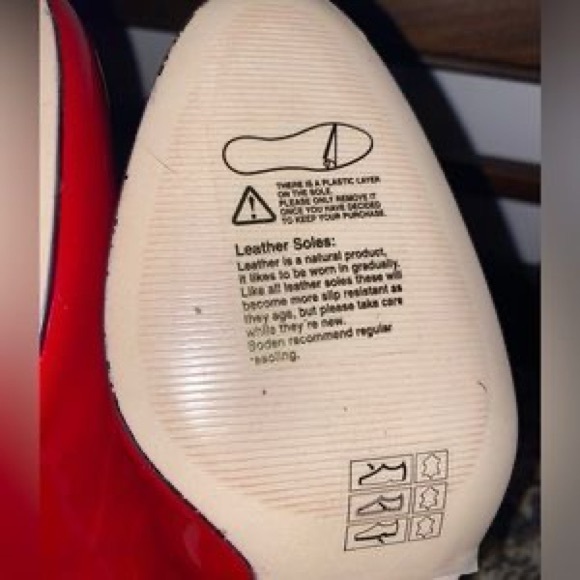 THERE IS A PLASTIC LAYER
ON THE SOLE.
PLEASE ONLY REMOVE IT
ONCE YOU HAVE DECIDED
TO KEEP YOUR PURCHASE.
Leather Soles:
Leather is a natural product,
it likes to be worn in gradually.
Like all leather soles these will
become more slip resistant as
they age, but please take care
while they're new.
Boden recommend regular
resoling.